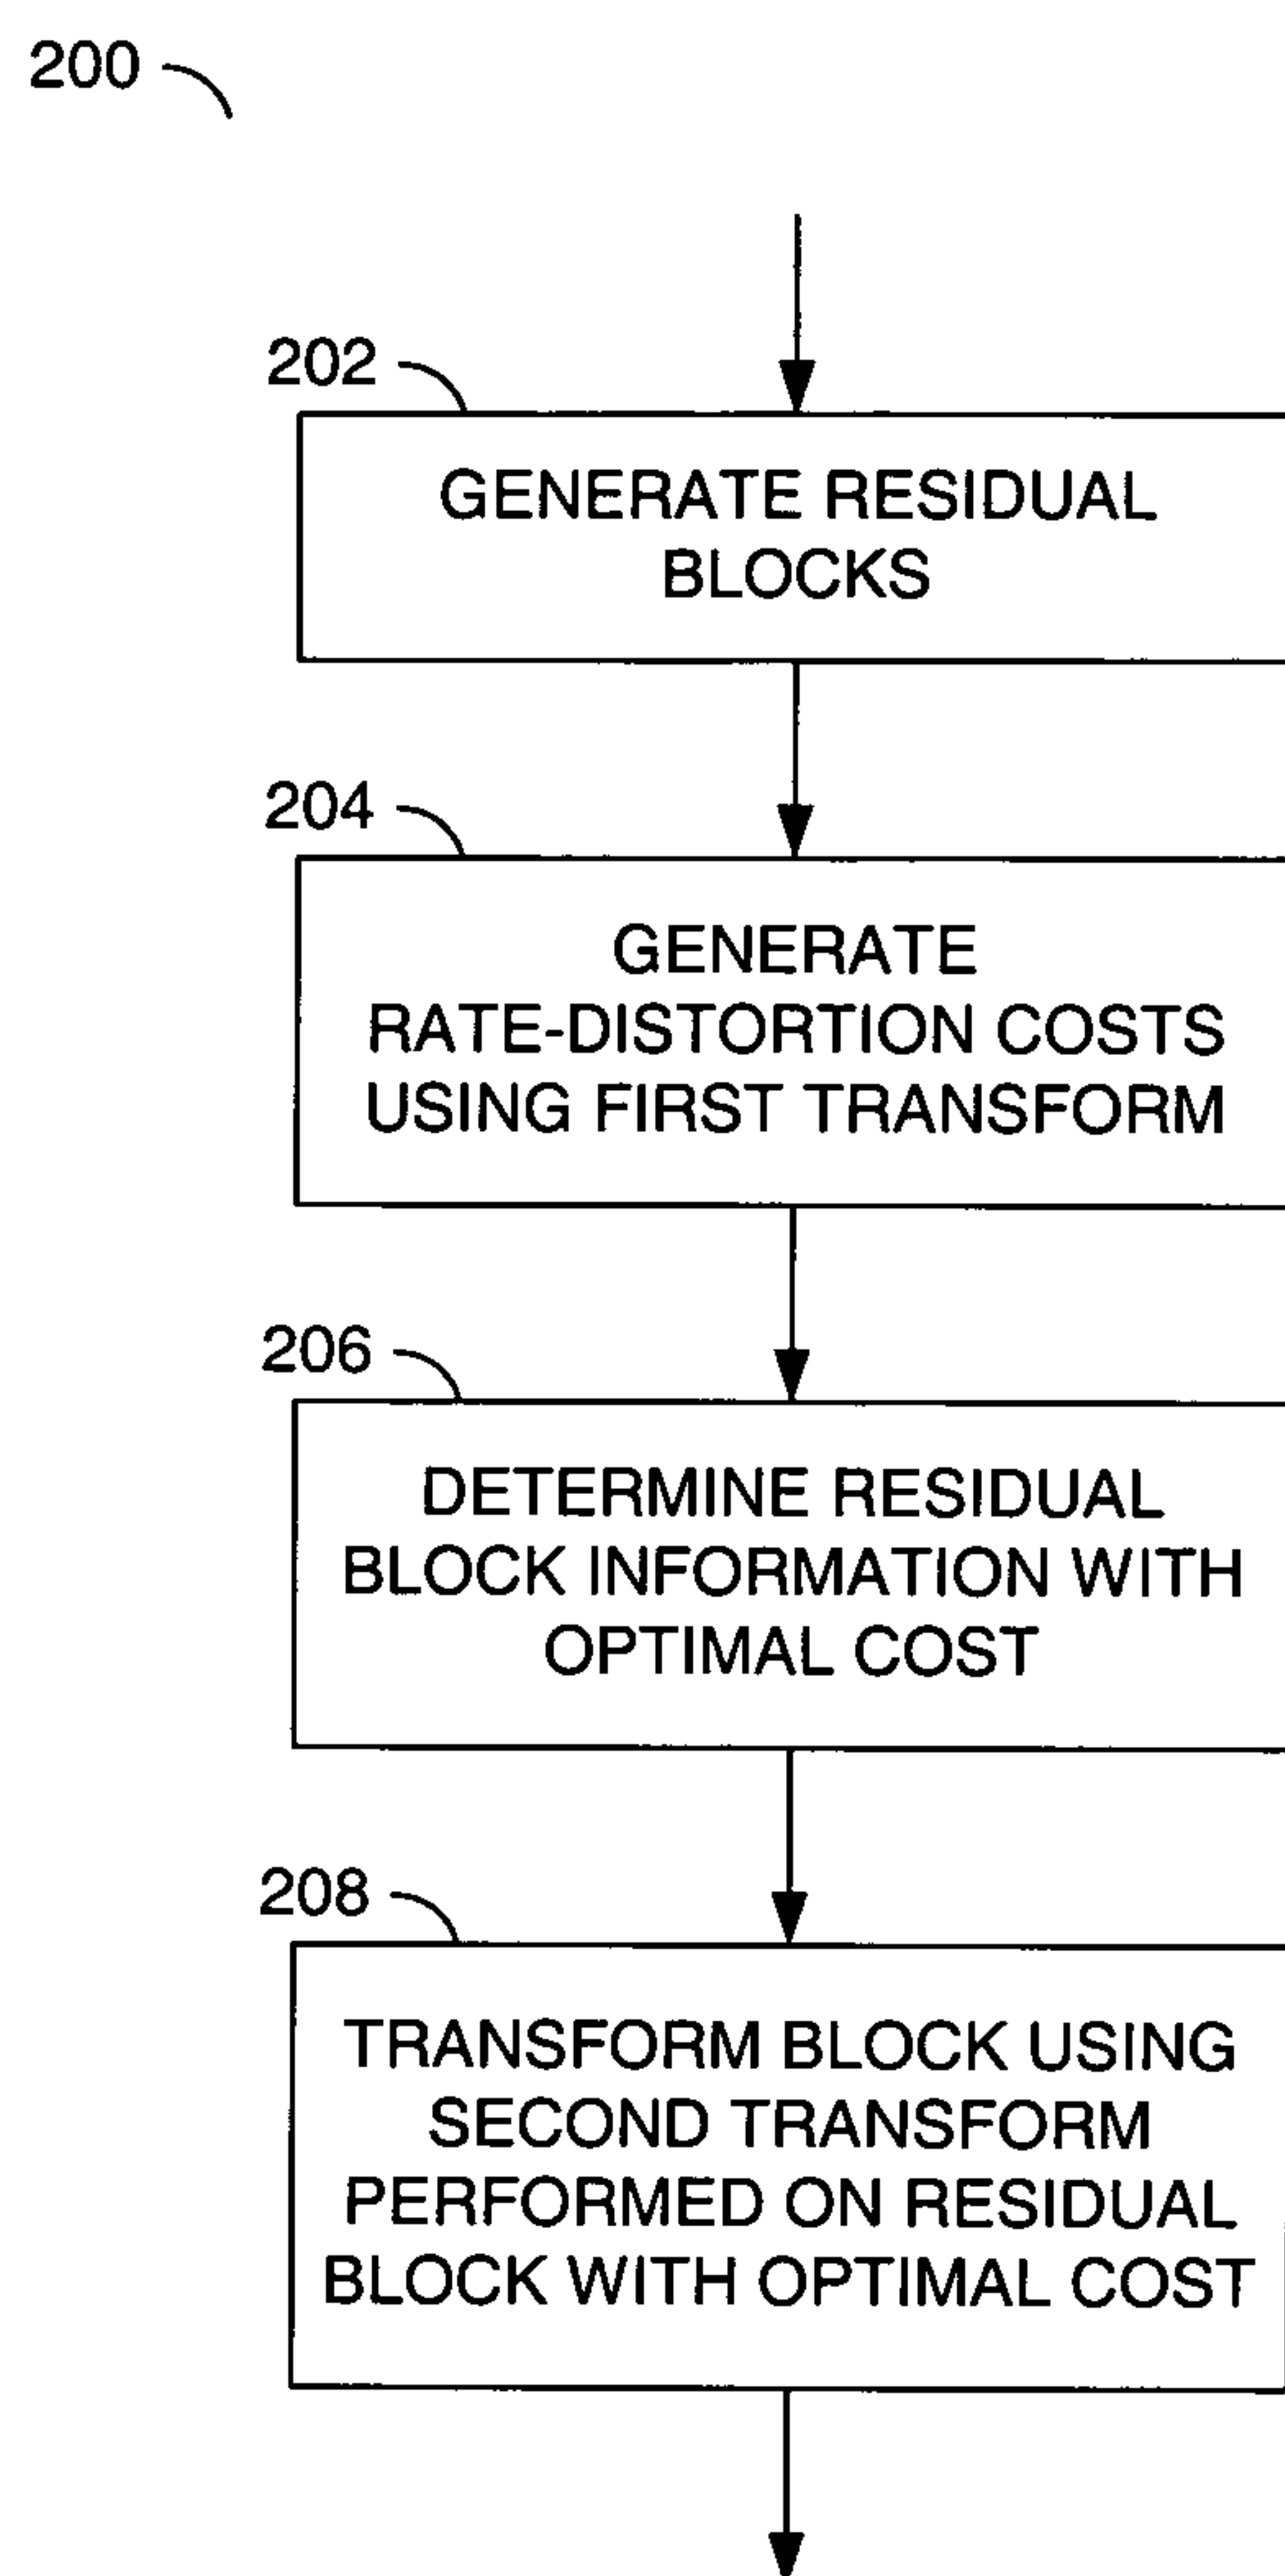 200
202
GENERATE RESIDUAL
BLOCKS
204
GENERATE
RATE-DISTORTION COSTS
USING FIRST TRANSFORM
206
DETERMINE RESIDUAL
BLOCK INFORMATION WITH
OPTIMAL COST
208
TRANSFORM BLOCK USING
SECOND TRANSFORM
PERFORMED ON RESIDUAL
BLOCK WITH OPTIMAL COST